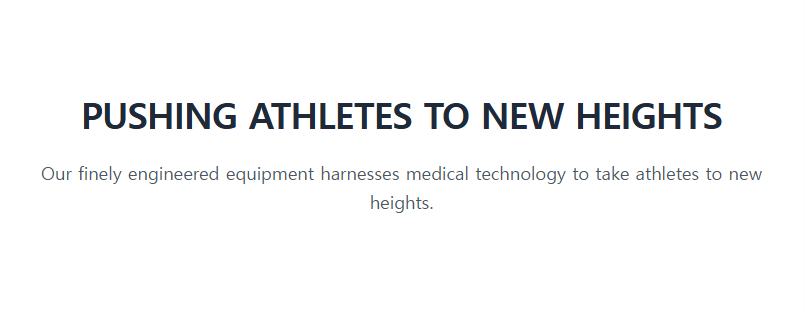 PUSHING ATHLETES TO NEW HEIGHTS
Our finely engineered equipment harnesses medical technology to take athletes to new
heights.